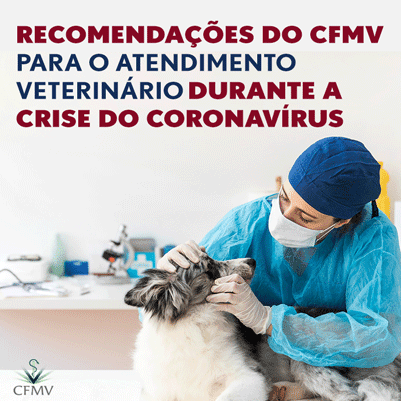 RECOMENDAÇÕES DO CFMV
PARA O ATENDIMENTO
VETERINÁRIO DURANTE A
CRISE DO CORONAVÍRUS
CFMV